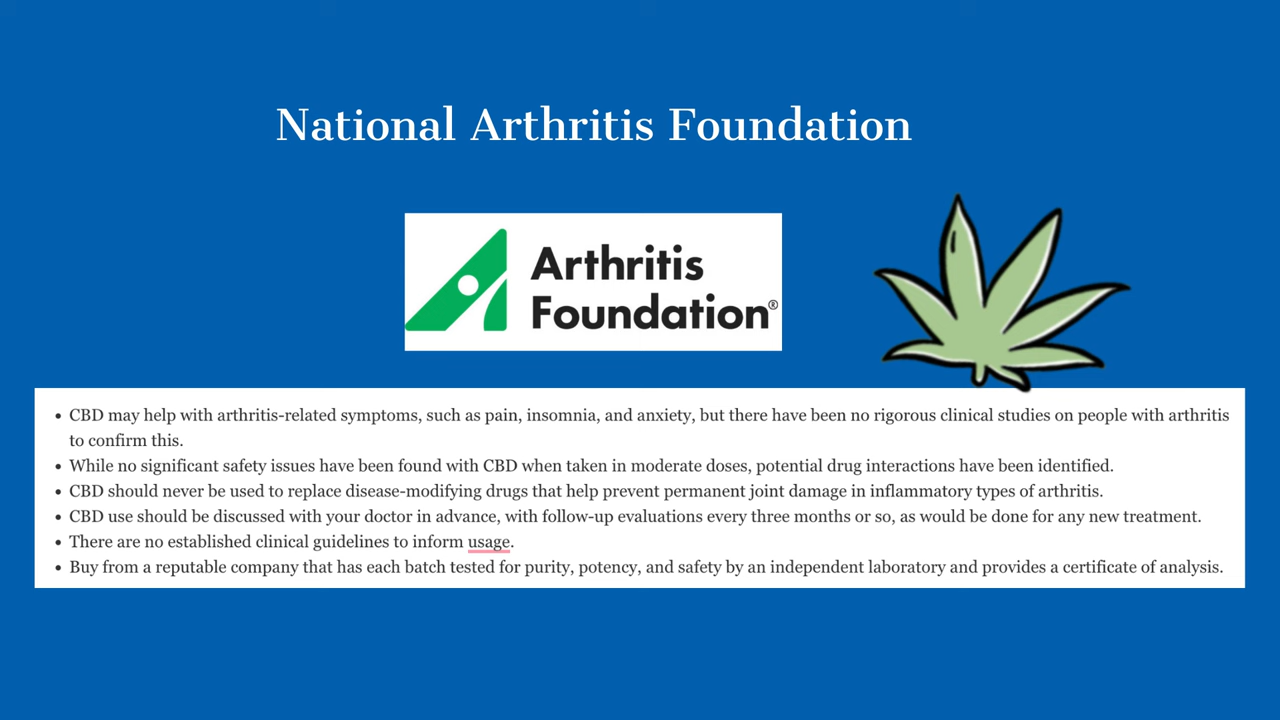 National Arthritis Foundation
Arthritis
Foundation®
• CBD may help with arthritis-related symptoms, such as pain, insomnia, and anxiety, but there have been no rigorous clinical studies on people with arthritis
to confirm this.
• While no significant safety issues have been found with CBD when taken in moderate doses, potential drug interactions have been identified.
• CBD should never be used to replace disease-modifying drugs that help prevent permanent joint damage in inflammatory types of arthritis.
• CBD use should be discussed with your doctor in advance, with follow-up evaluations every three months or so, as would be done for any new treatment.
• There are no established clinical guidelines to inform usage.
• Buy from a reputable company that has each batch tested for purity, potency, and safety by an independent laboratory and provides a certificate of analysis.